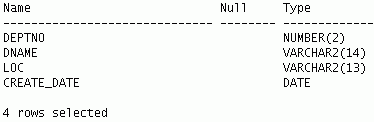 Name                           Null     Type
------------------------------ -------- ------------
DEPTNO                                  NUMBER(2)
DNAME                                   VARCHAR2(14)
LOC                                     VARCHAR2(13)
CREATE_DATE                             DATE
4 rows selected